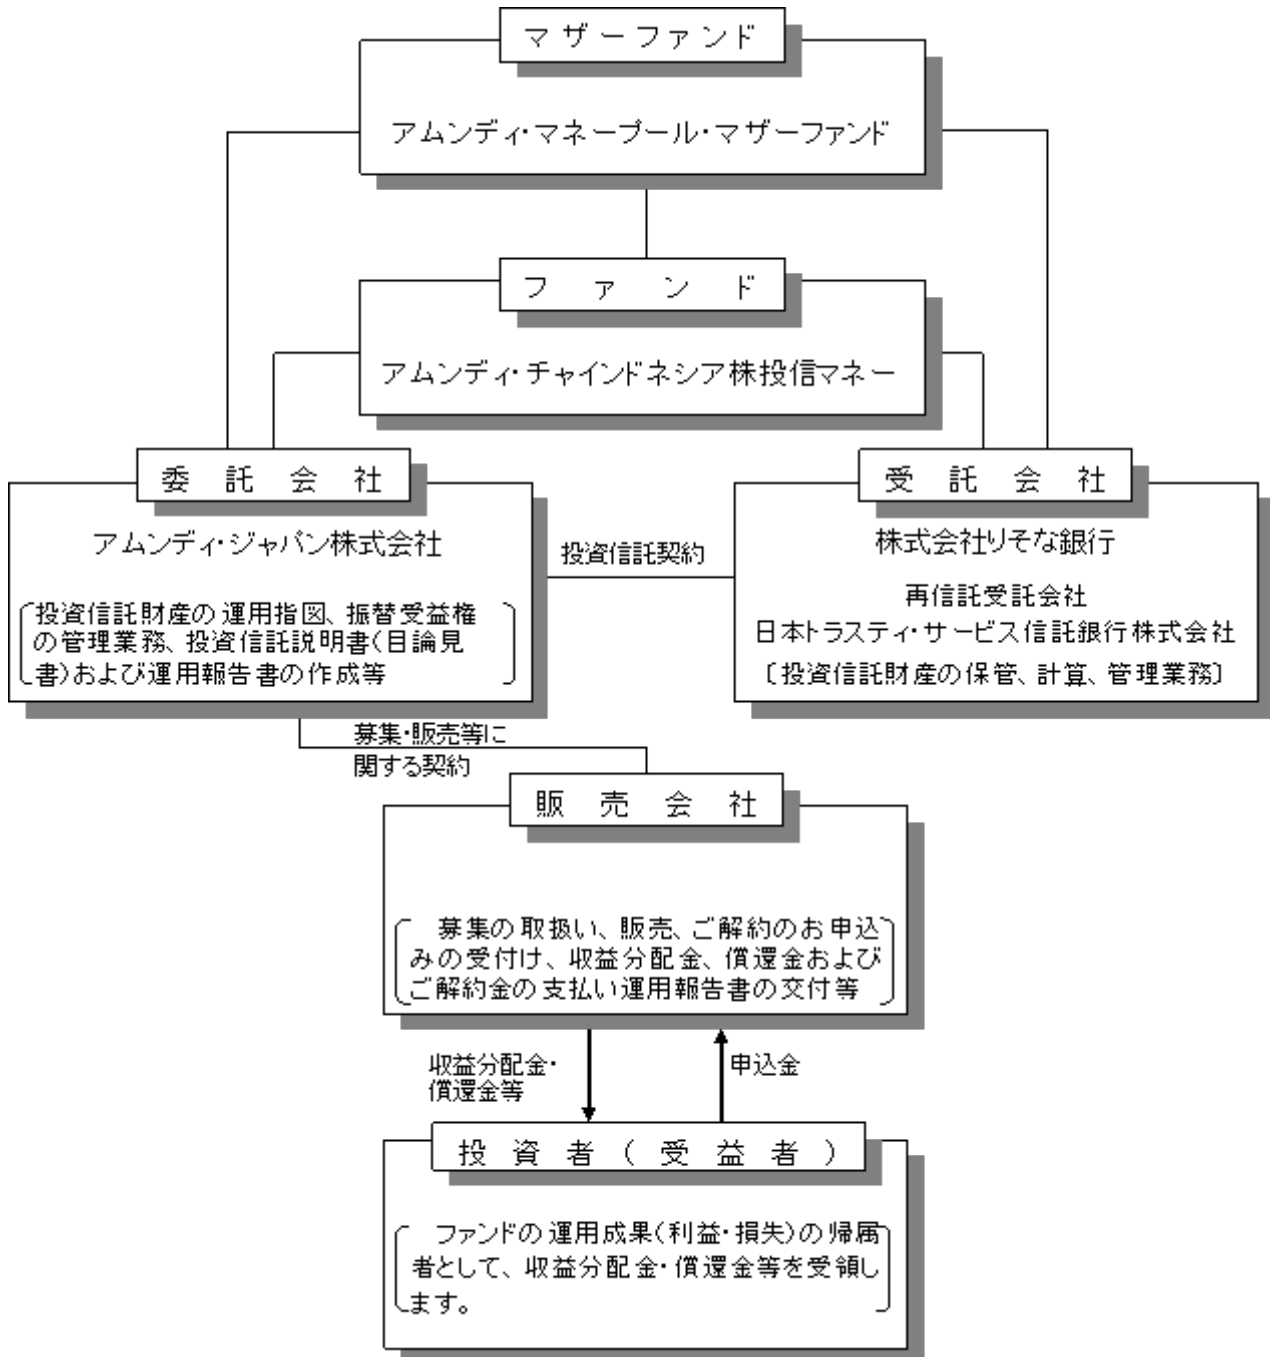 マザーファンド
アムンディ・マネープール・マザーファンド
ファンド
アムンディ・チャインドネシア株投信マネー
委託会社
アムンディ・ジャパン株式会社
投資信託財産の運用指図、振替受益権
の管理業務、投資信託説明書(目論見
書)および運用報告書の作成等
投資信託契約
受託会社
株式会社りそな銀行
再信託受託会社
日本トラスティ・サービス信託銀行株式会社
〔投資信託財産の保管、計算、管理業務〕
募集・販売等に
関する契約
販売会社
募集の取扱い、販売、ご解約のお申込
みの受付け、収益分配金、償還金および
ご解約金の支払い運用報告書の交付等
収益分配金・
償還金等
申込金
投資者(受益者)
ファンドの運用成果(利益・損失)の帰属
者として、収益分配金・償還金等を受領し
ます。